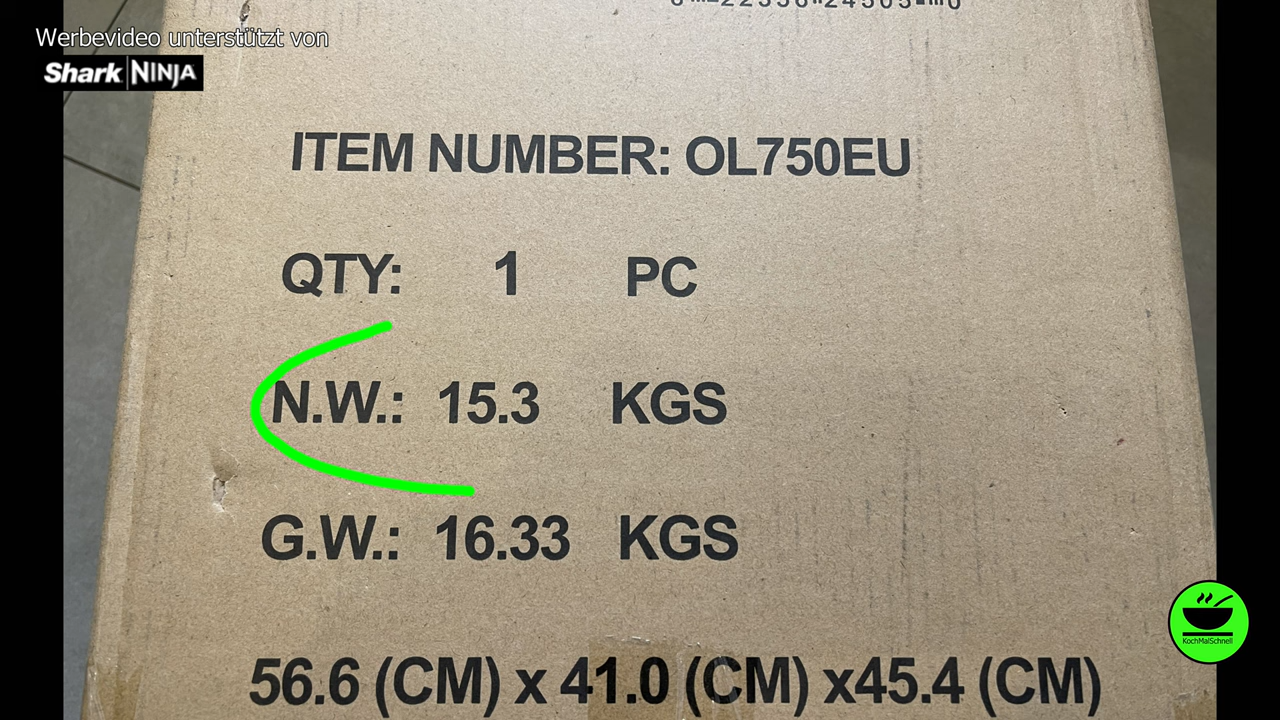 Werbevideo unterstützt von
Shark NINJA
ITEM NUMBER: OL750EU
QTY: 1 PC
N.W.: 15.3 KGS
G.W.: 16.33 KGS
56.6 (CM) x 41.0 (CM) x45.4 (CM)
KochMalSchnell